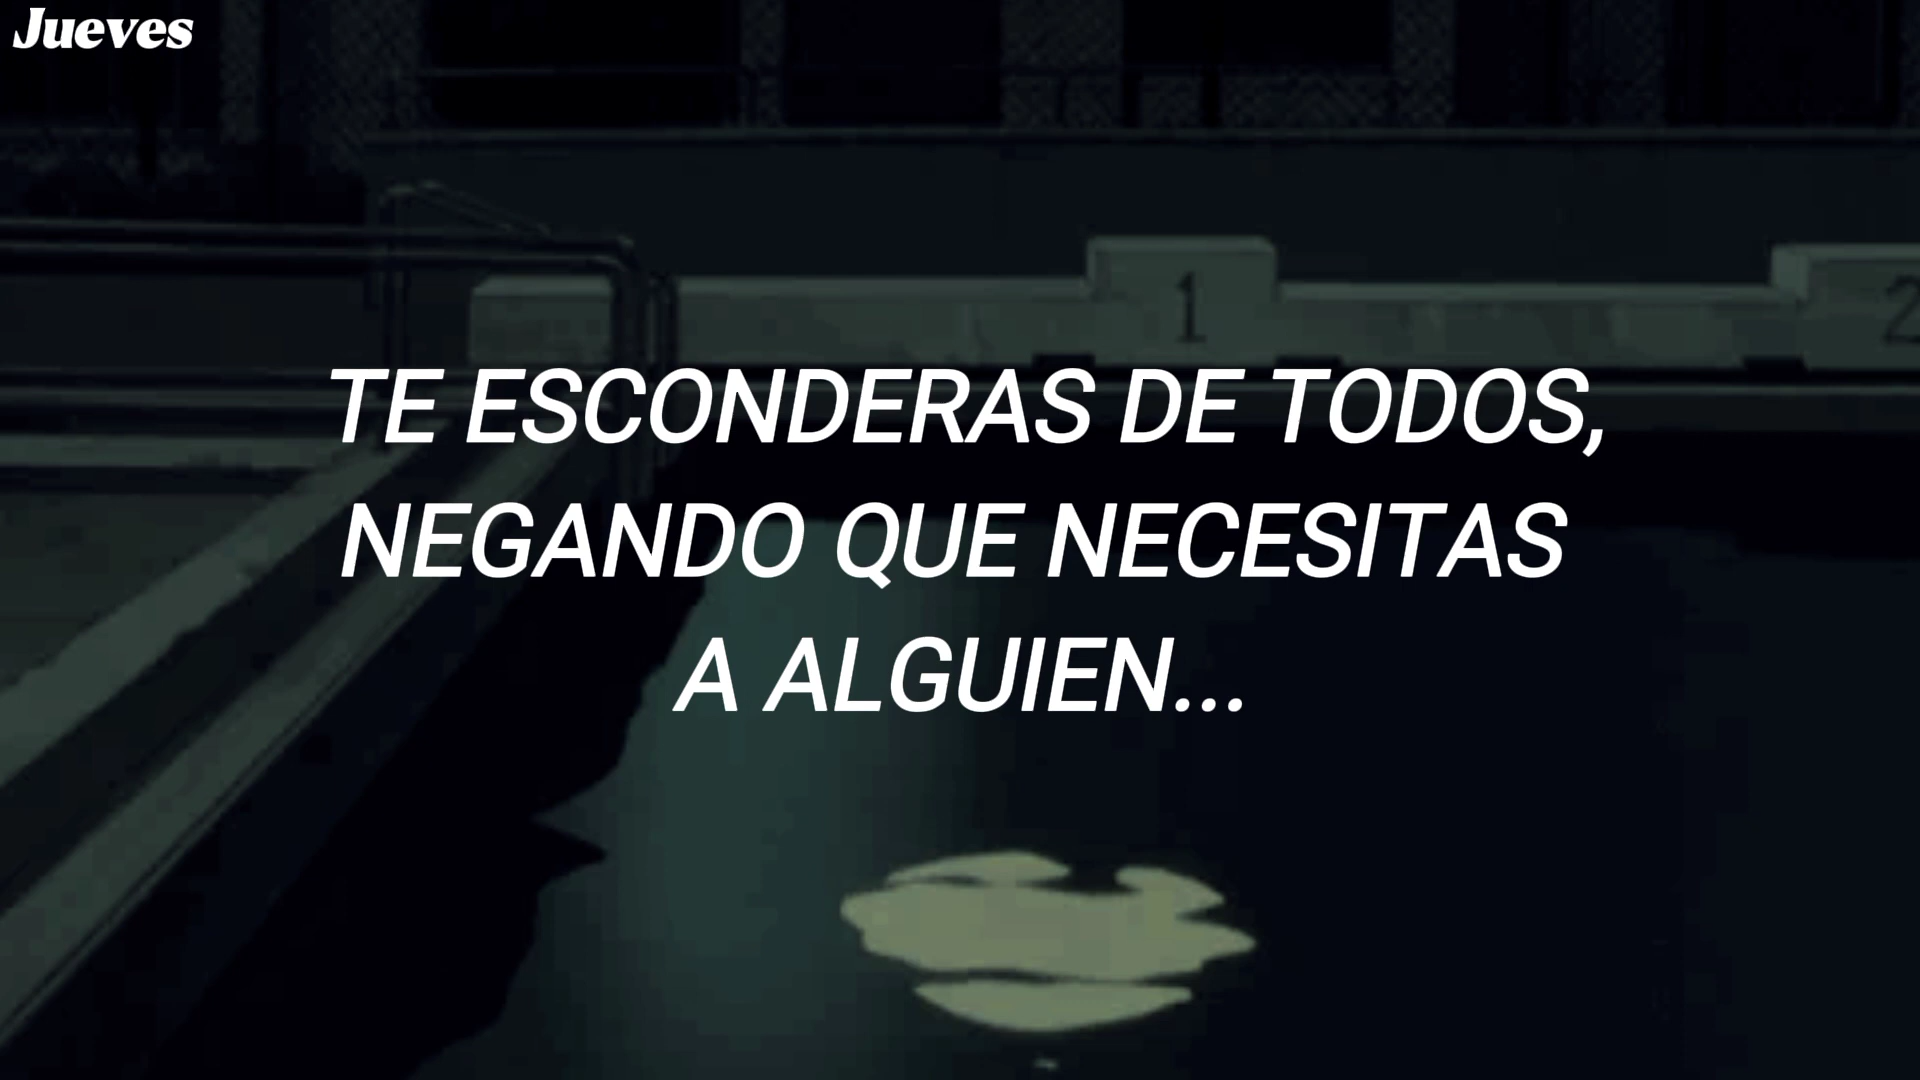 Jueves
1
2
TE ESCONDERAS DE TODOS,
NEGANDO QUE NECESITAS
A ALGUIEN...